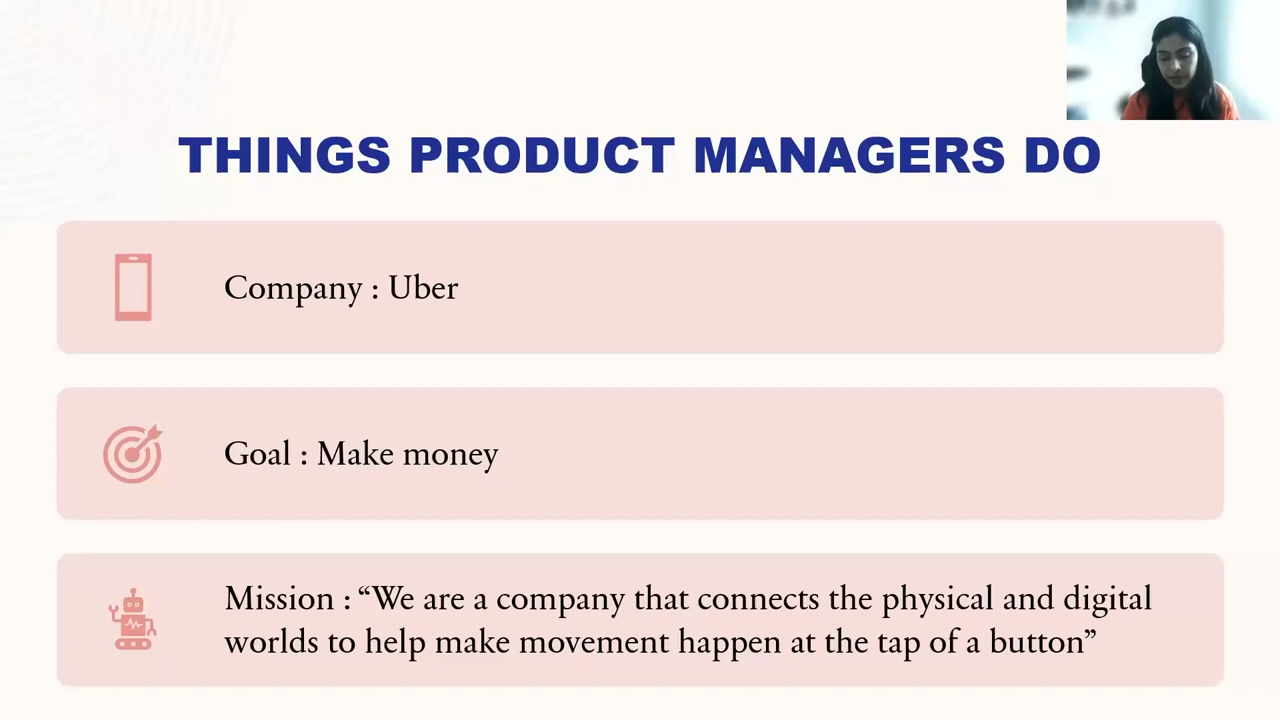 THINGS PRODUCT MANAGERS DO
Company : Uber
Goal : Make money
Mission : “We are a company that connects the physical and digital
worlds to help make movement happen at the tap of a button”